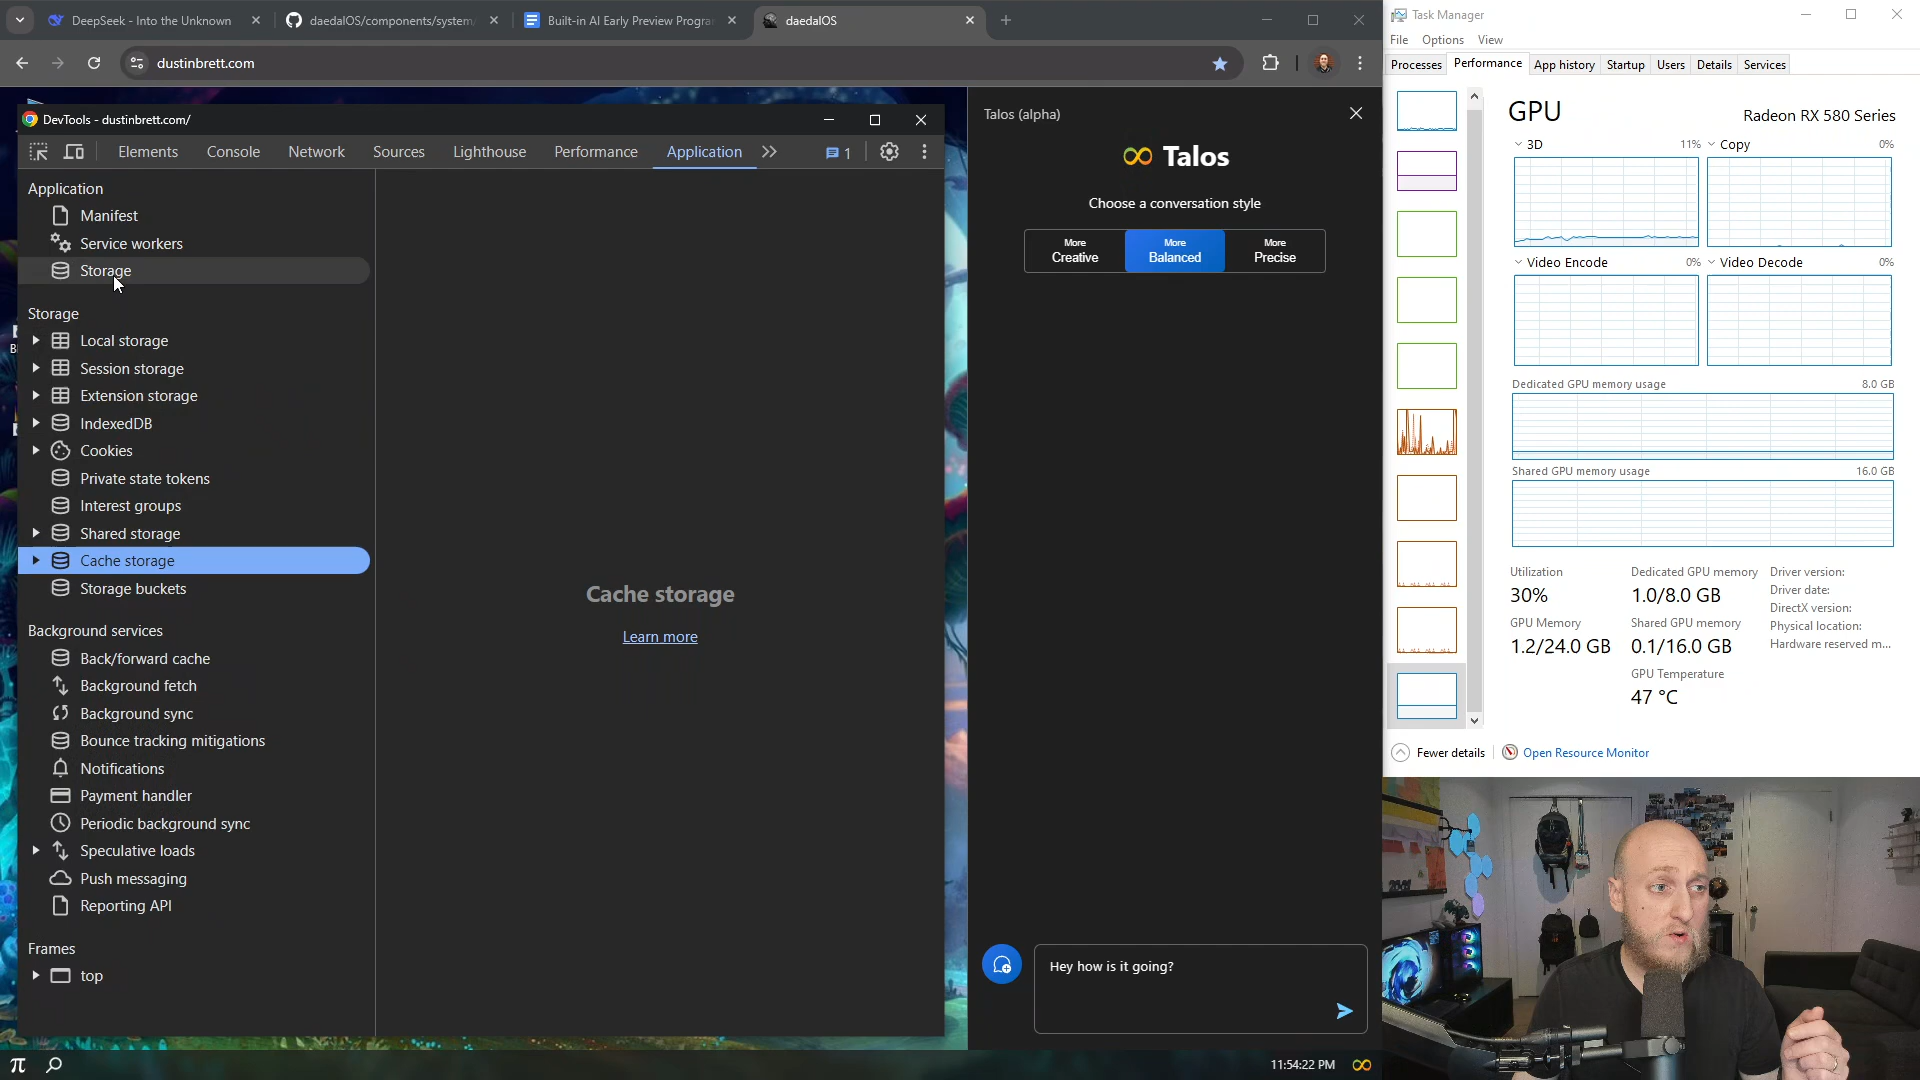 DeepSeek - Into the Unknown
daedalOS/components/system
Built-in AI Early Preview Progra
daedalOS
dustinbrett.com
DevTools - dustinbrett.com/
Elements
Console
Network
Sources
Lighthouse
Performance
Application
1
Application
Manifest
Service workers
Storage
Storage
Local storage
Session storage
Extension storage
IndexedDB
Cookies
Private state tokens
Interest groups
Shared storage
Cache storage
Storage buckets
Background services
Back/forward cache
Background fetch
Background sync
Bounce tracking mitigations
Notifications
Payment handler
Periodic background sync
Speculative loads
Push messaging
Reporting API
Frames
top
Cache storage
Learn more
Talos (alpha)
Talos
Choose a conversation style
More
Creative
More
Balanced
More
Precise
Hey how is it going?
11:54:22 PM
Task Manager
File
Options
View
Processes
Performance
App history
Startup
Users
Details
Services
GPU
Radeon RX 580 Series
3D
11%
Copy
0%
Video Encode
0%
Video Decode
0%
Dedicated GPU memory usage
8.0 GB
Shared GPU memory usage
16.0 GB
Utilization
30%
Dedicated GPU memory
1.0/8.0 GB
Driver version:
Driver date:
DirectX version:
Physical location:
Hardware reserved m...
GPU Memory
1.2/24.0 GB
Shared GPU memory
0.1/16.0 GB
GPU Temperature
47 °C
Fewer details
Open Resource Monitor